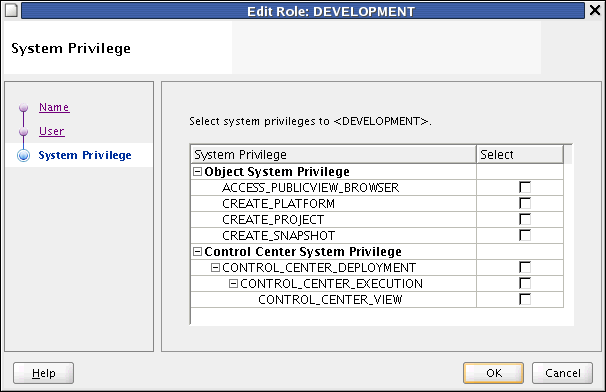 Edit Role: DEVELOPMENT
System Privilege
Name
User
System Privilege
Select system privileges to <DEVELOPMENT>.
System Privilege Select
Object System Privilege
ACCESS_PUBLICVIEW_BROWSER
CREATE_PLATFORM
CREATE_PROJECT
CREATE_SNAPSHOT
Control Center System Privilege
CONTROL_CENTER_DEPLOYMENT
CONTROL_CENTER_EXECUTION
CONTROL_CENTER_VIEW
Help OK Cancel